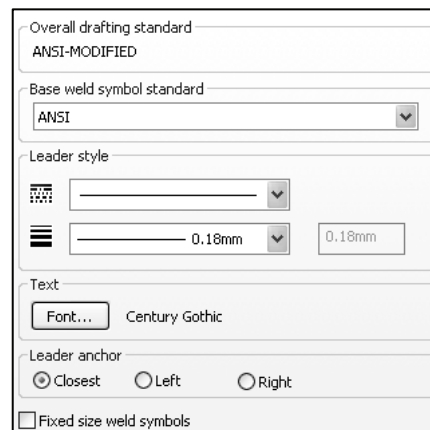 Overall drafting standard
ANSI-MODIFIED
Base weld symbol standard
ANSI
Leader style
0.18mm 0.18mm
Text
Font... Century Gothic
Leader anchor
Closest Left Right
Fixed size weld symbols